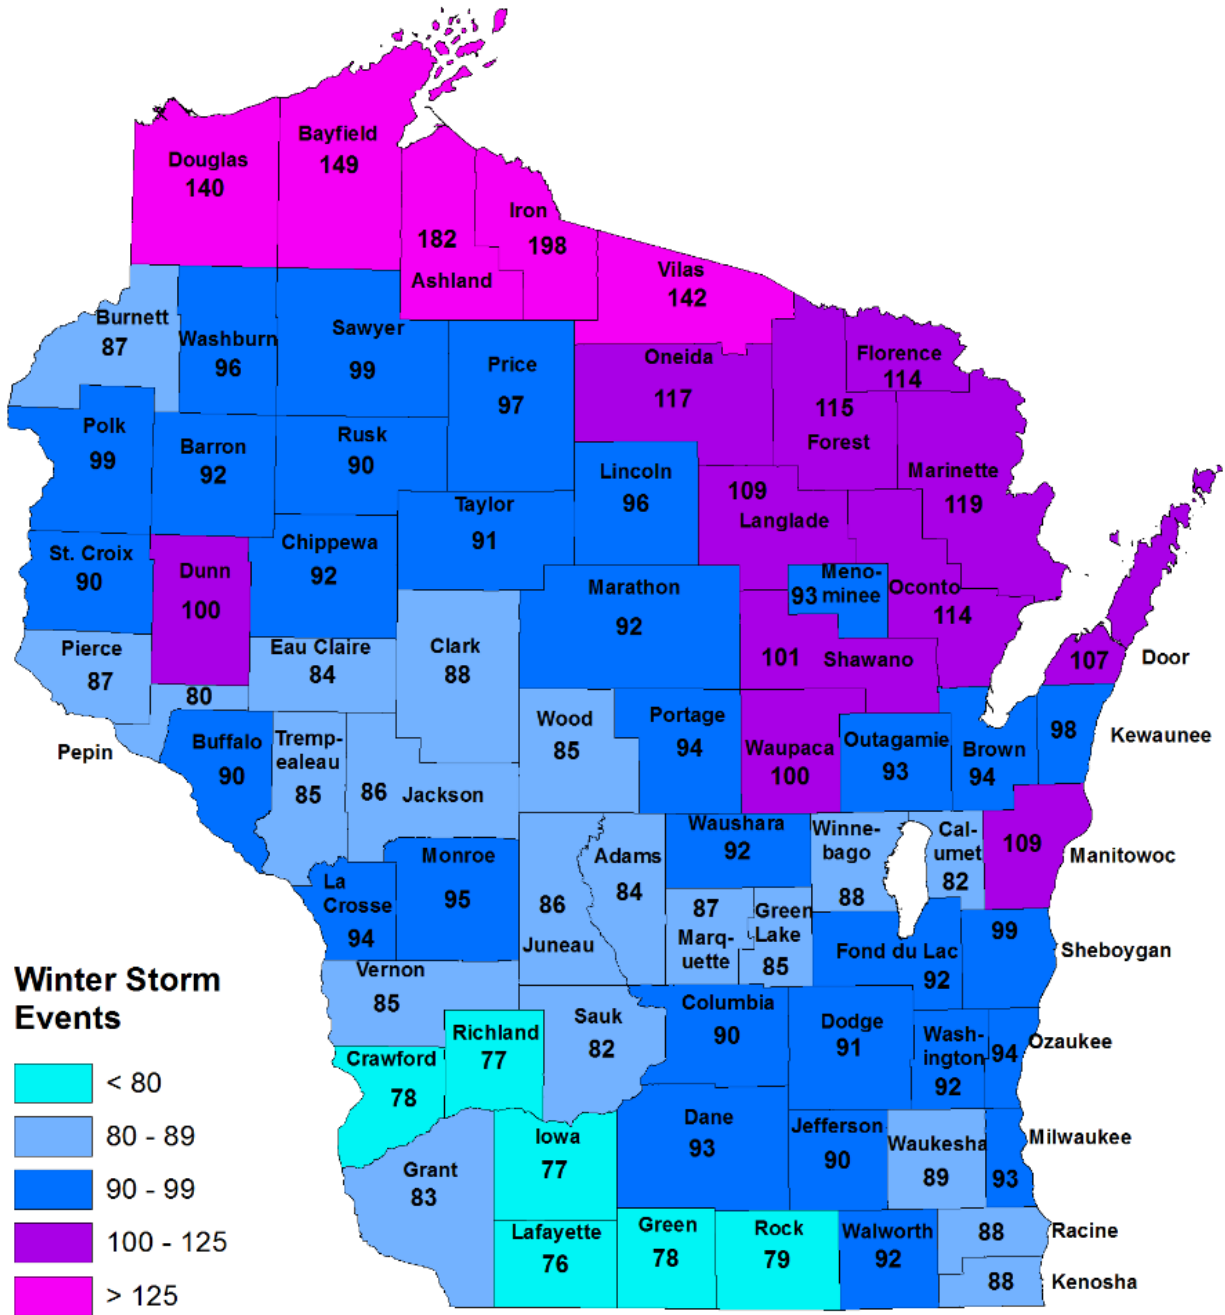 Bayfield
149
Douglas
140
Iron
198
182
Ashland
Vilas
142
Burnett
87
Washburn
96
Sawyer
99
Price
97
Oneida
117
Florence
114
115
Forest
Polk
99
Barron
92
Rusk
90
Lincoln
96
Marinette
119
109
Langlade
Taylor
91
St. Croix
90
Dunn
100
Chippewa
92
Marathon
92
Meno-
93 minee
Oconto
114
Pierce
87
Eau Claire
84
Clark
88
101 Shawano
107
Door
80
Pepin
Buffalo
90
Tremp-
ealeau
85
86 Jackson
Wood
85
Portage
94
Waupaca
100
Outagamie
93
Brown
94
98
Kewaunee
Monroe
95
Adams
84
Waushara
92
Winne-
bago
88
Cal-
umet
82
109
Manitowoc
La
Crosse
94
86
Juneau
87
Marq-
uette
Green
Lake
85
Fond du Lac
92
99
Sheboygan
Vernon
85
Richland
77
Sauk
82
Columbia
90
Dodge
91
Wash-
ington
92
94
Ozaukee
Crawford
78
Grant
83
Iowa
77
Dane
93
Jefferson
90
Waukesha
89
Milwaukee
93
Lafayette
76
Green
78
Rock
79
Walworth
92
88
Racine
88
Kenosha
Winter Storm
Events
< 80
80 - 89
90 - 99
100 - 125
> 125